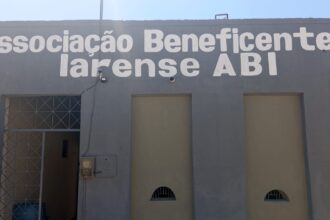 ssociação Beneficente
larense ABI